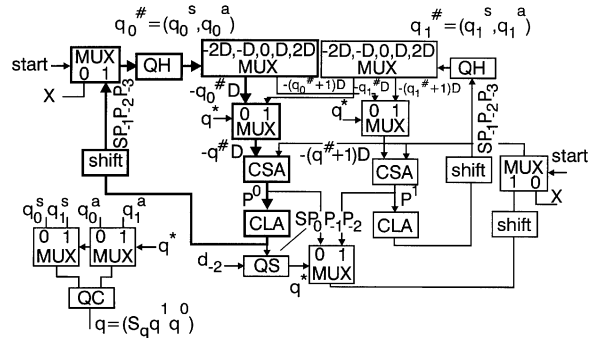 q0#=(q0s,q0a)
q1#=(q1s,q1a)
start
MUX
0 1
QH
-2D,-D,0,D,2D
MUX
-2D,-D,0,D,2D
MUX
QH
X
-q0#D
-(q0#+1)D
-q1#D
-(q1#+1)D
SP-1P-2P-3
q*
0 1
MUX
q*
0 1
MUX
SP-1P-2P-3
shift
-q#D
-(q#+1)D
CSA
CSA
shift
MUX
1 0
start
X
P0
P1
q0s q1s q0a q1a
CLA
SP0P-1P-2
CLA
shift
0 1
MUX
0 1
MUX
q*
d-2
QS
q*
0 1
MUX
QC
q=(Sqq1q0)